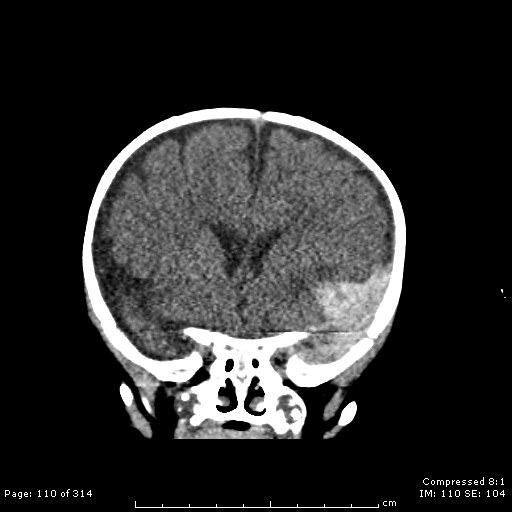 Compressed 8:1
Page: 110 of 314
IM: 110 SE: 104
cm